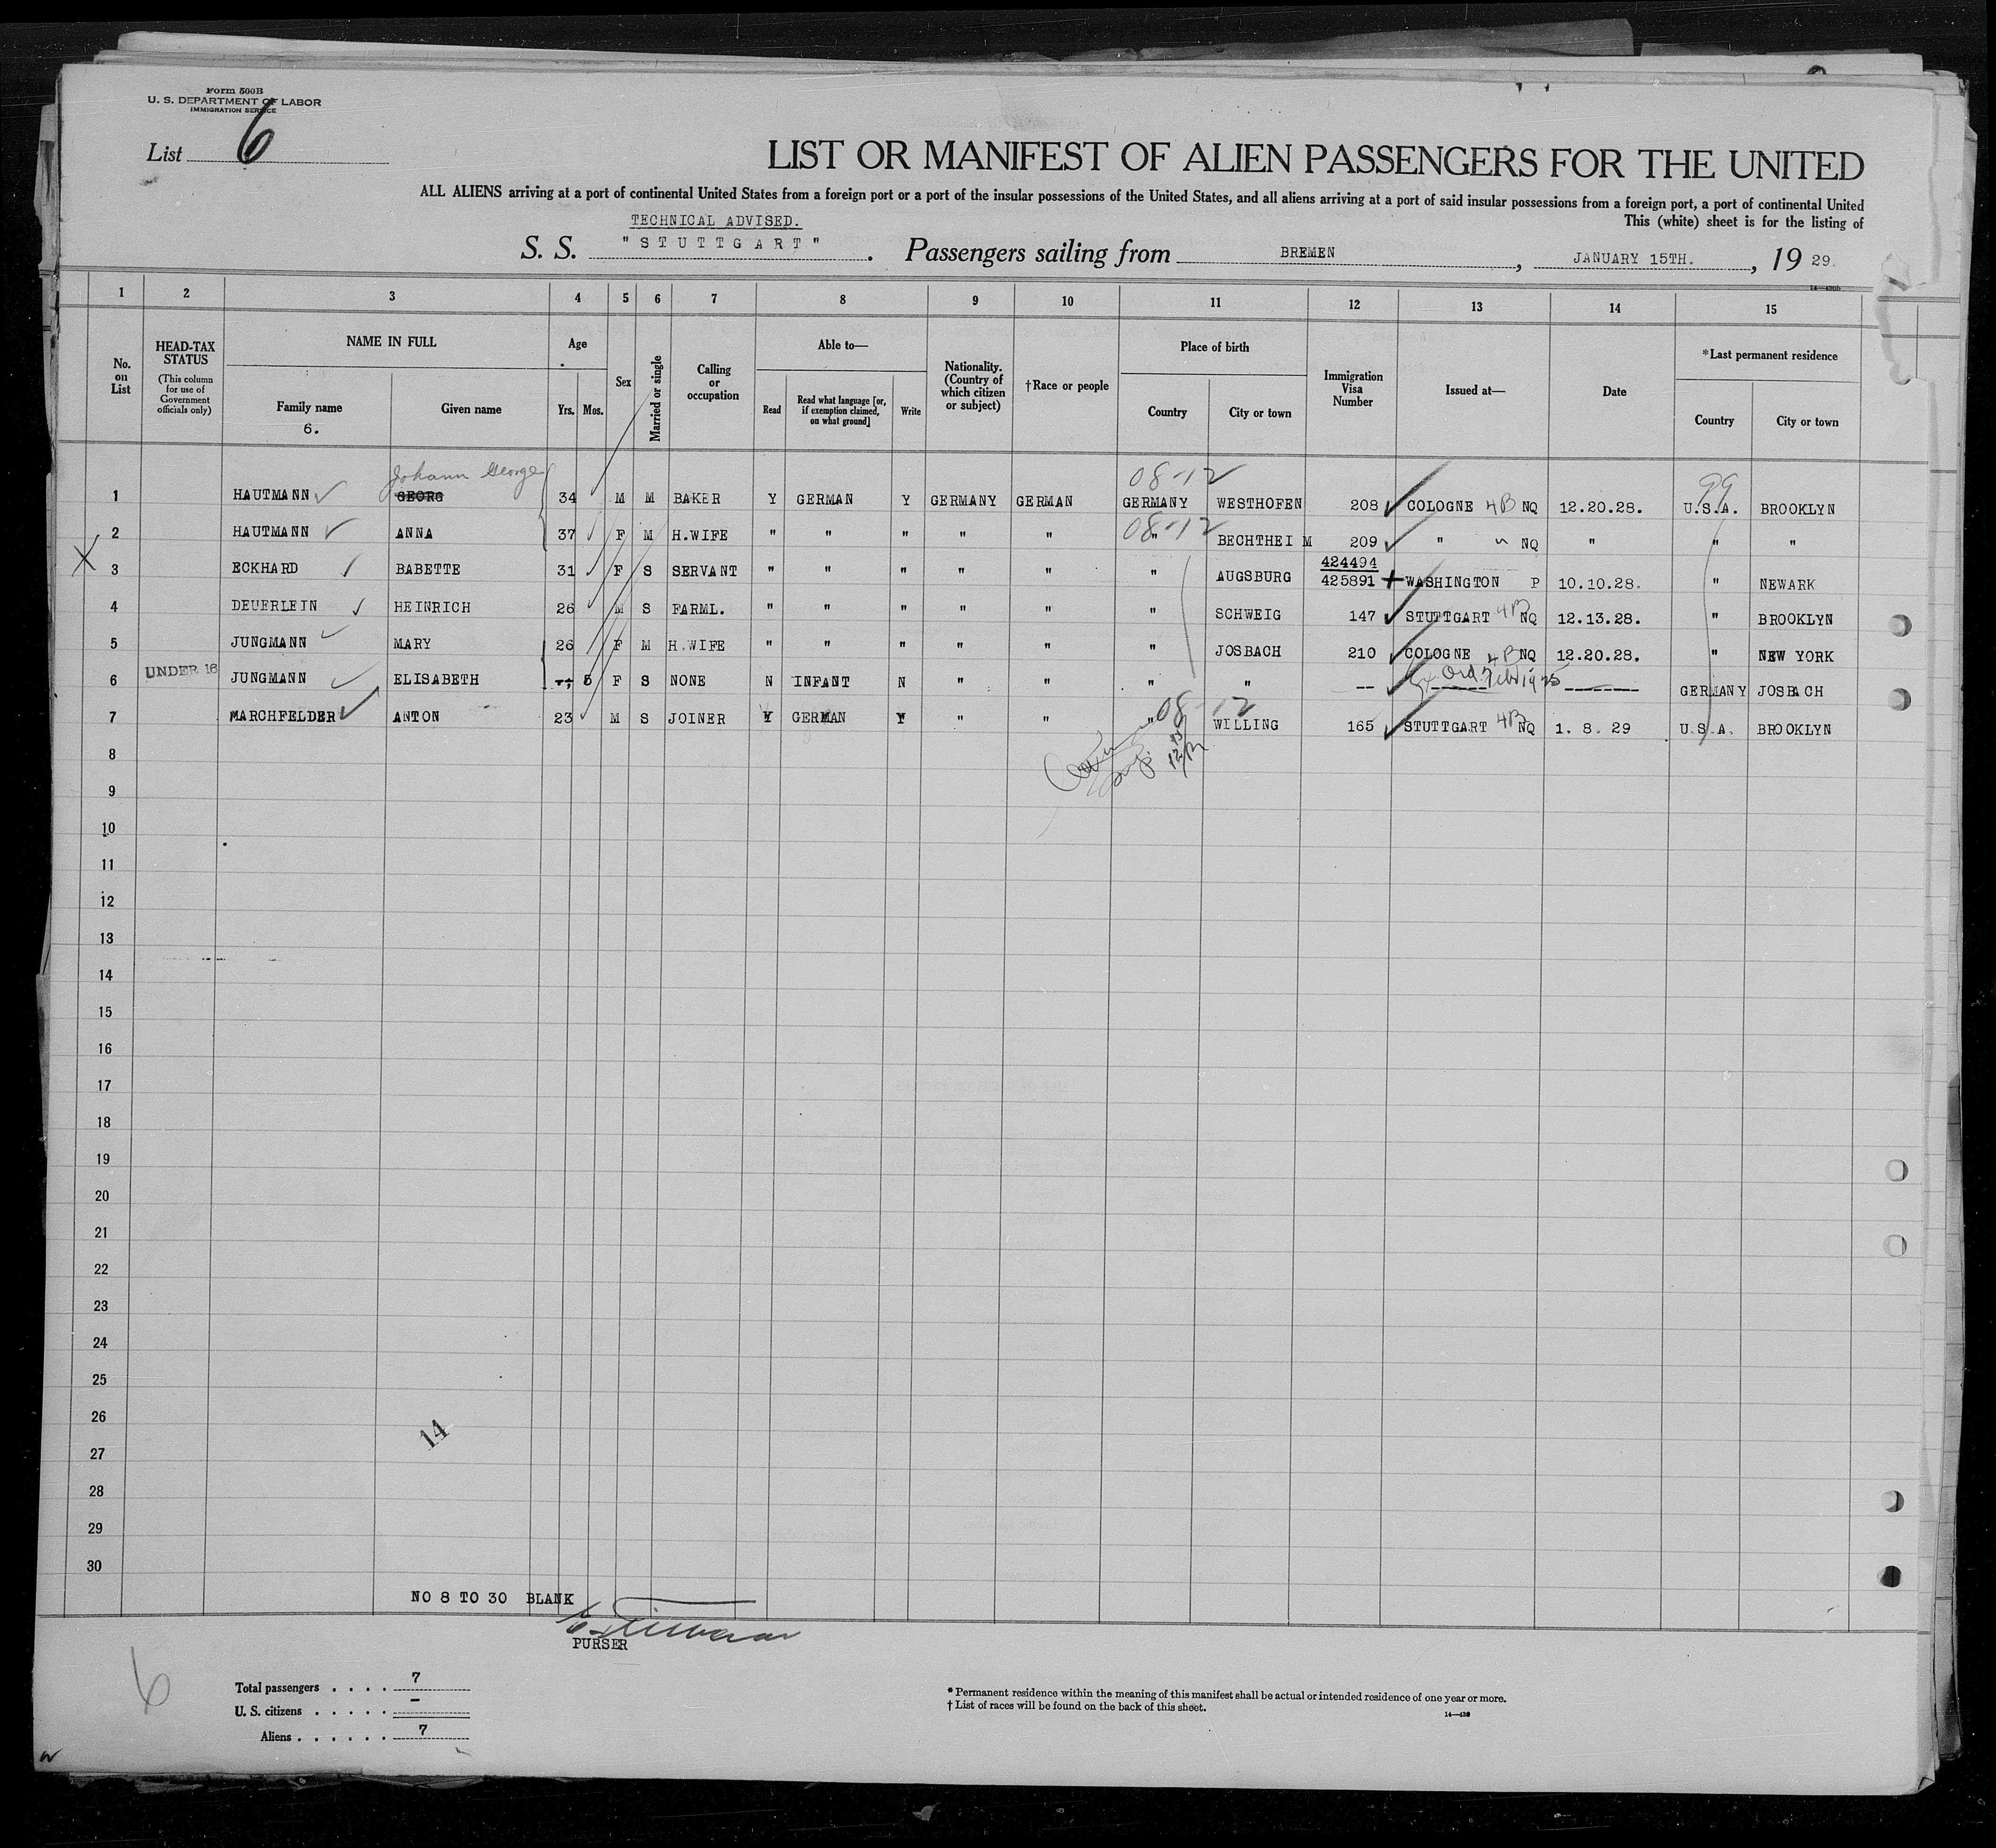 Form 500B
U. S. DEPARTMENT OF LABOR
IMMIGRATION SERVICE
List 6
LIST OR MANIFEST OF ALIEN PASSENGERS FOR THE UNITED
ALL ALIENS arriving at a port of continental United States from a foreign port or a port of the insular possessions of the United States, and all aliens arriving at a port of said insular possessions from a foreign port, a port of continental United
This (white) sheet is for the listing of
TECHNICAL ADVISED.
S. S. "STUTTGART". Passengers sailing from BREMEN, JANUARY 15TH., 19 29.
14—430b
1 2 3 4 5 6 7 8 9 10 11 12 13 14 15
No. on List
HEAD-TAX STATUS
(This column for use of Government officials only)
NAME IN FULL
Family name
6.
Given name
Age
Yrs. Mos.
Sex
Married or single
Calling or occupation
Able to—
Read
Read what language [or, if exemption claimed, on what ground]
Write
Nationality. (Country of which citizen or subject)
†Race or people
Place of birth
Country
City or town
Immigration Visa Number
Issued at—
Date
*Last permanent residence
Country
City or town
Johann George 08-12 99
1 HAUTMANN GEORG 34 M M BAKER Y GERMAN Y GERMANY GERMAN GERMANY WESTHOFEN 208 COLOGNE 4B NQ 12.20.28. U.S.A. BROOKLYN
08-12
2 HAUTMANN ANNA 37 F M H.WIFE " " " " " " BECHTHEIM 209 " " NQ " " "
424494
3 ECKHARD BABETTE 31 F S SERVANT " " " " " " AUGSBURG 425891 WASHINGTON P 10.10.28. " NEWARK
4 DEUERLEIN HEINRICH 26 M S FARML. " " " " " " SCHWEIG 147 STUTTGART 4B NQ 12.13.28. " BROOKLYN
5 JUNGMANN MARY 26 F M H.WIFE " " " " " " JOSBACH 210 COLOGNE 4B NQ 12.20.28. " NEW YORK
UNDER 16
6 JUNGMANN ELISABETH --; 5 F S NONE N INFANT N " " " " -- ------ -------- GERMANY JOSBACH
08-12
7 MARCHFELDER ANTON 23 M S JOINER Y GERMAN Y " " " WILLING 165 STUTTGART 4B NQ 1. 8. 29 U.S.A. BROOKLYN
8
9
10
11
12
13
14
15
16
17
18
19
20
21
22
23
24
25
26
14
27
28
29
30
NO 8 TO 30 BLANK
PURSER
6
Total passengers . . . . 7
U. S. citizens . . . . . –
Aliens . . . . . . 7
* Permanent residence within the meaning of this manifest shall be actual or intended residence of one year or more.
† List of races will be found on the back of this sheet.
14—430